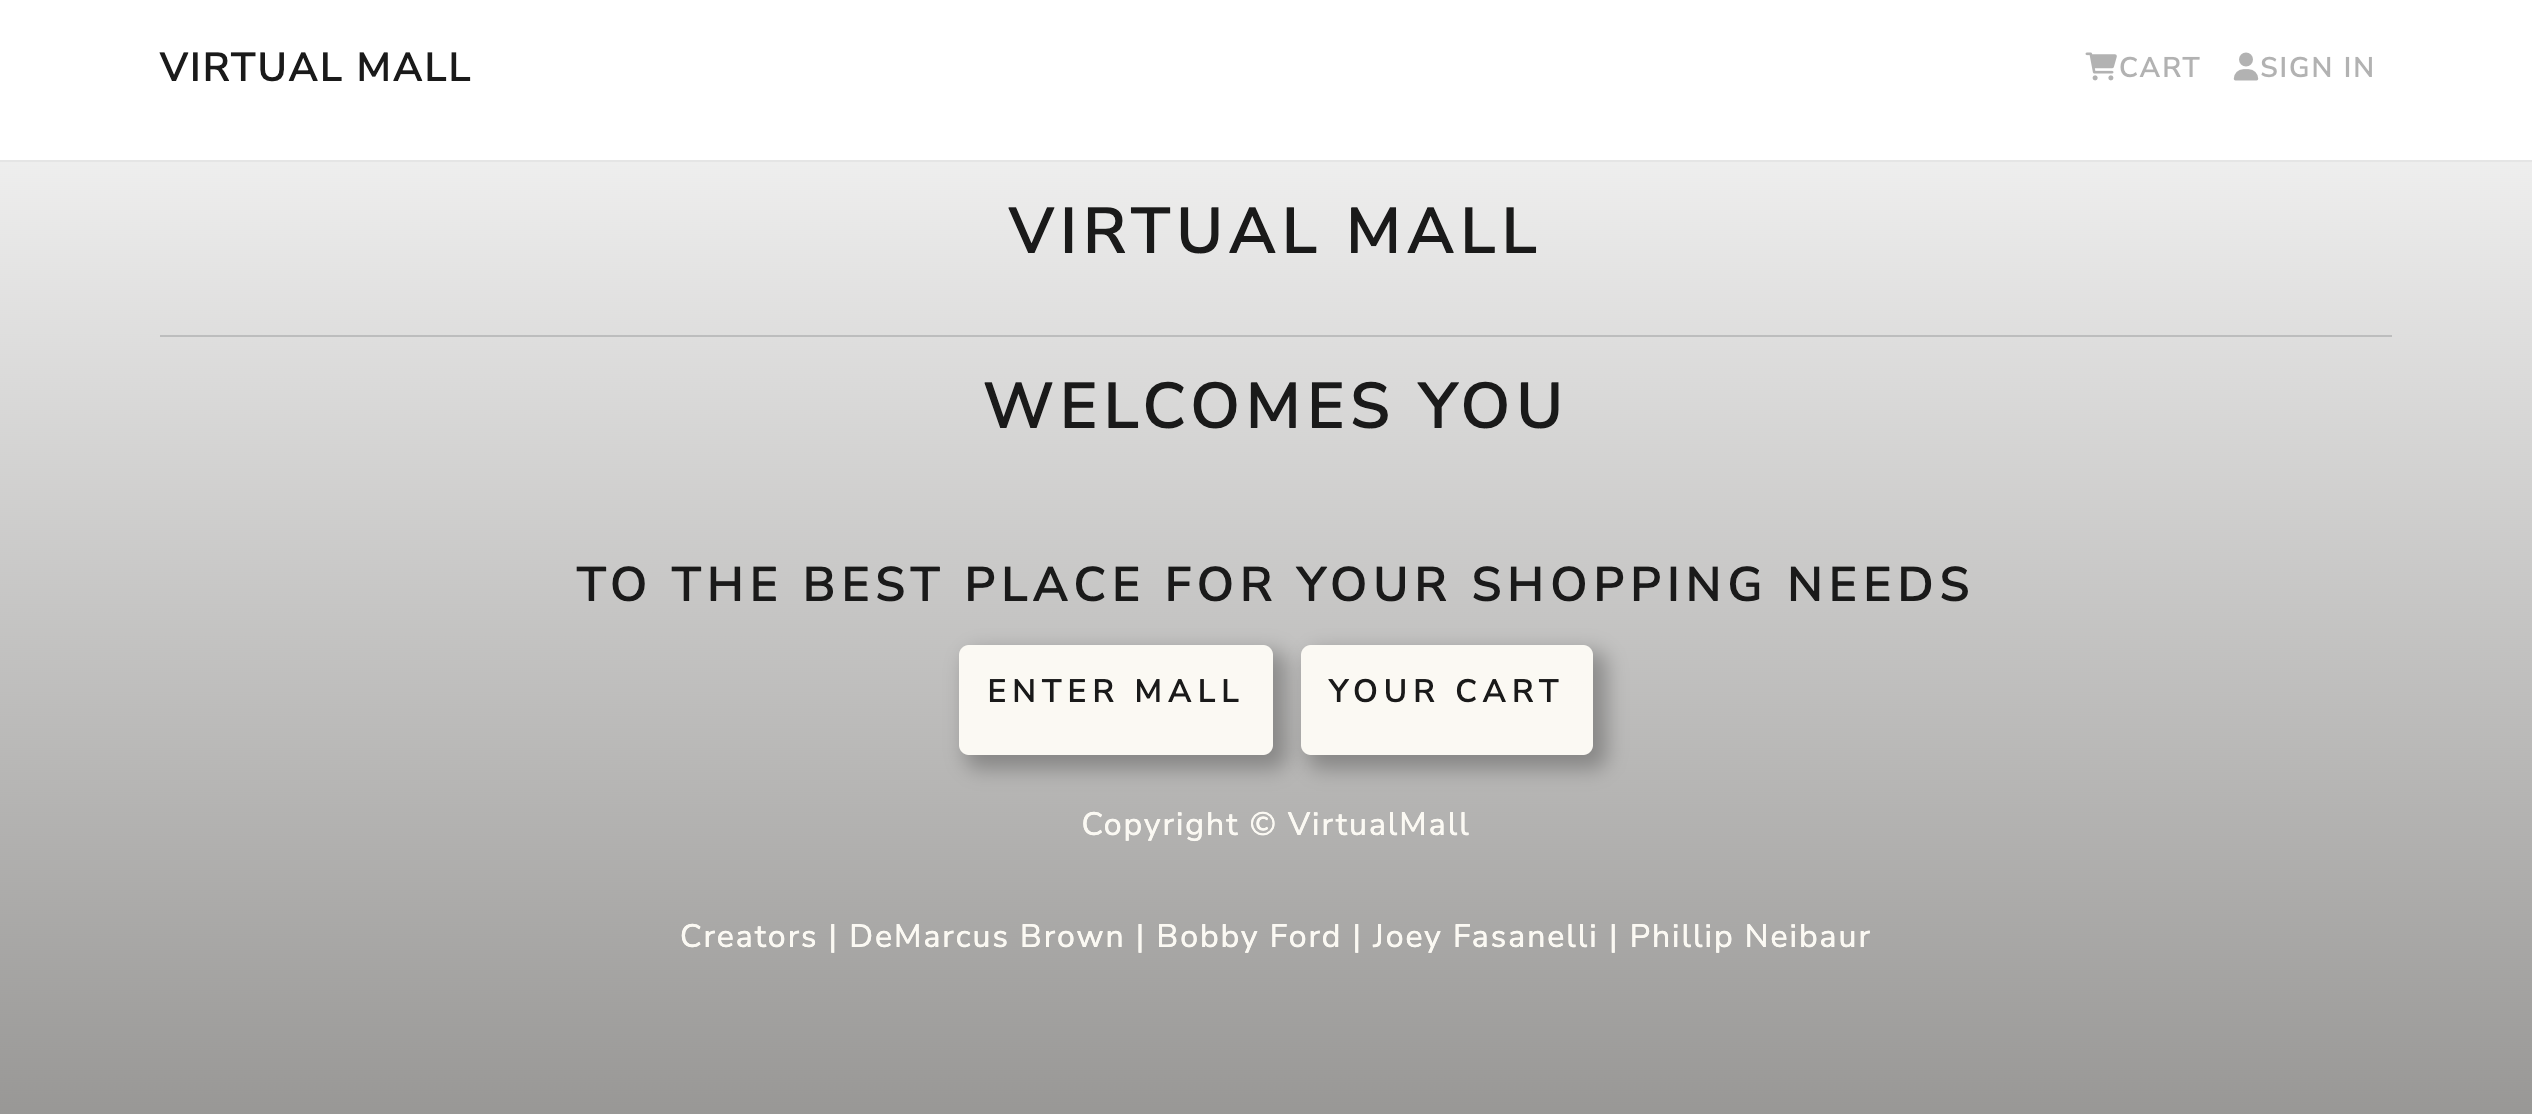 VIRTUAL MALL
CART SIGN IN
VIRTUAL MALL
WELCOMES YOU
TO THE BEST PLACE FOR YOUR SHOPPING NEEDS
ENTER MALL YOUR CART
Copyright © VirtualMall
Creators | DeMarcus Brown | Bobby Ford | Joey Fasanelli | Phillip Neibaur